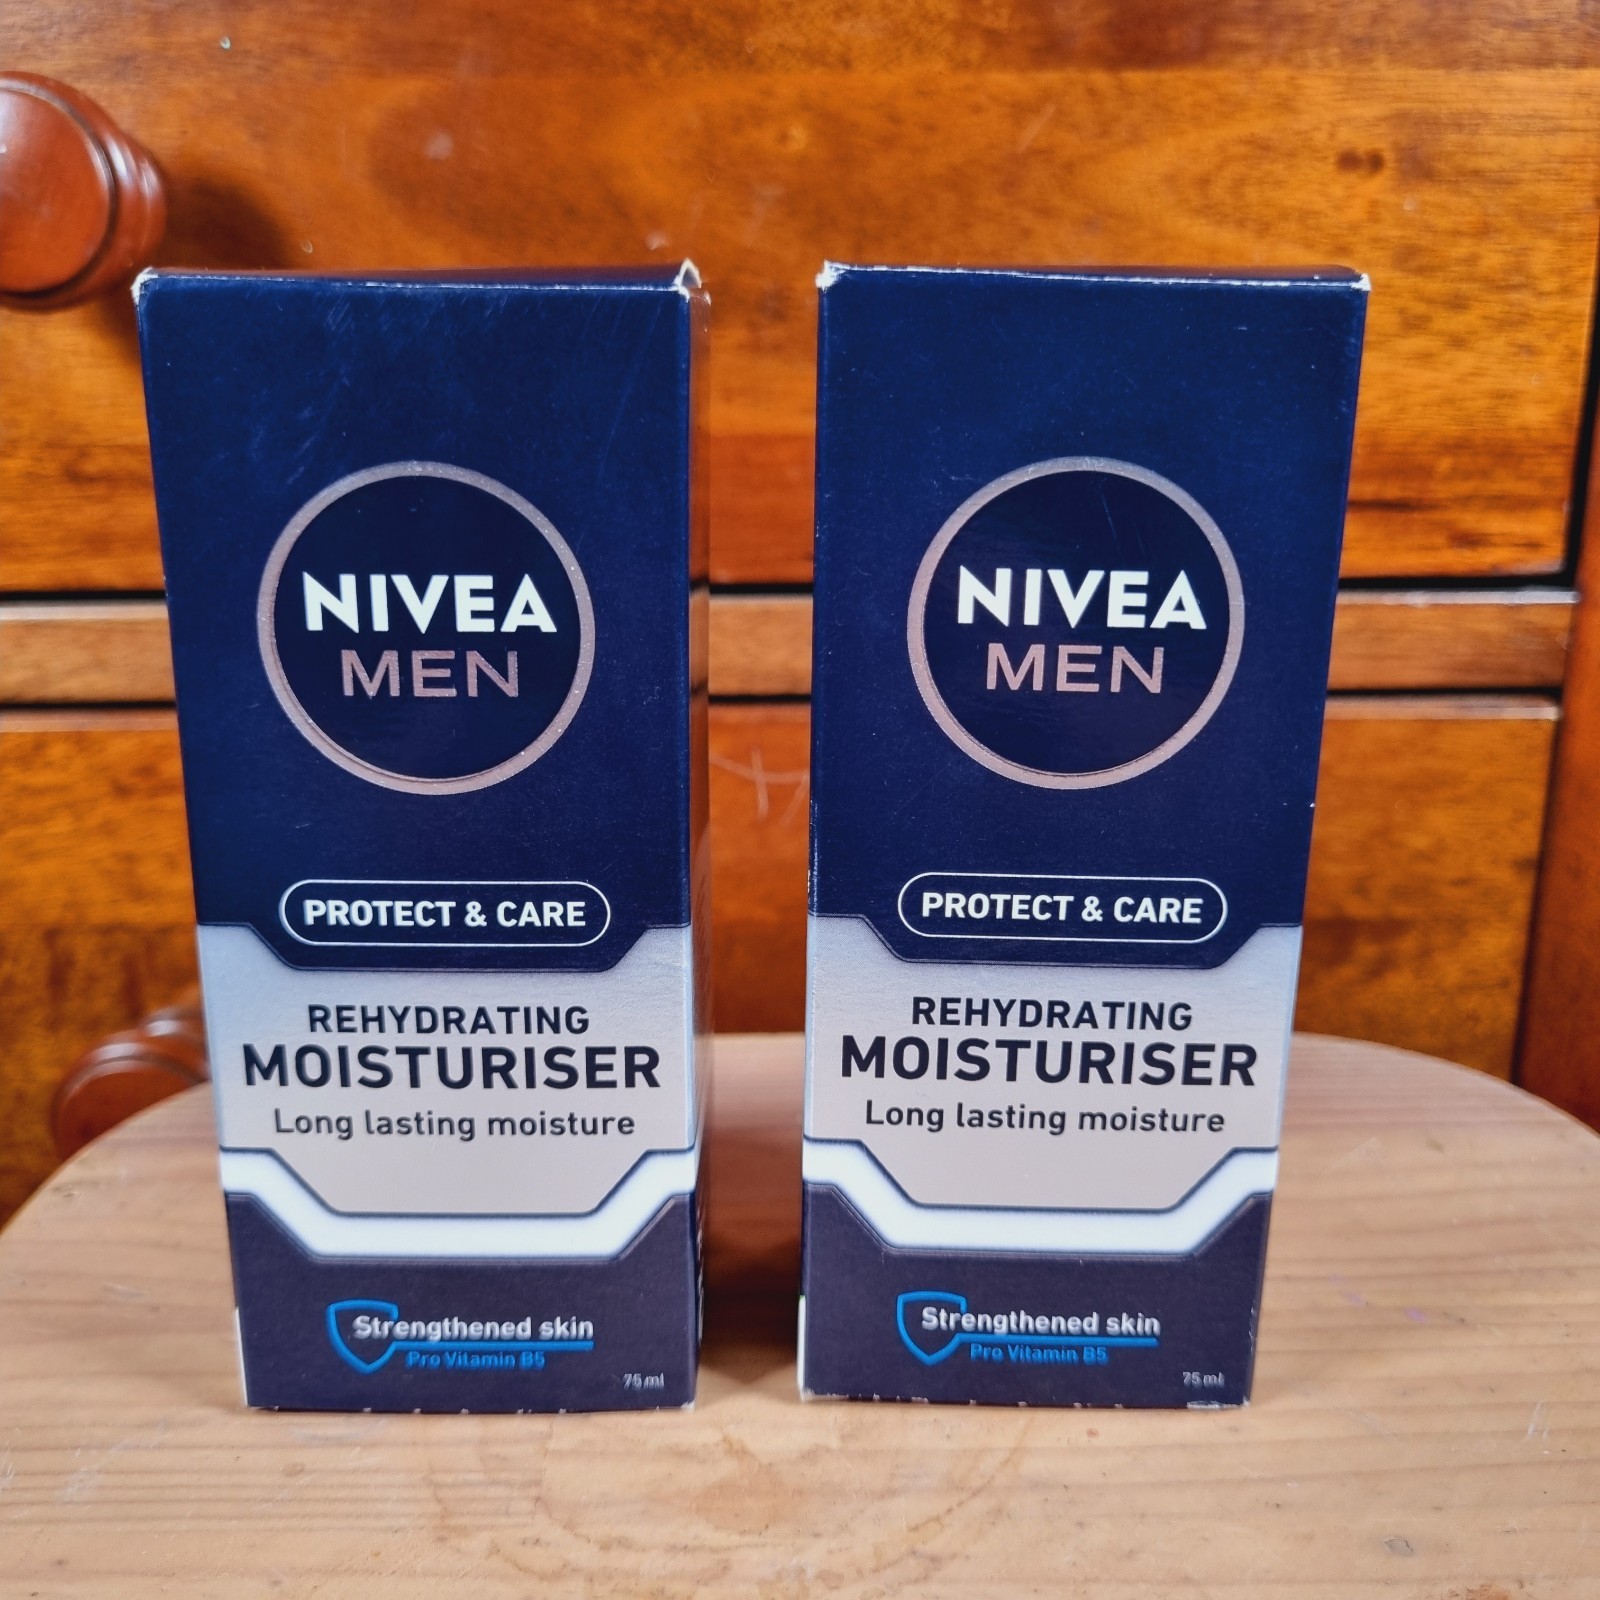 NIVEA
MEN
PROTECT & CARE
REHYDRATING
MOISTURISER
Long lasting moisture
Strengthened skin
Pro Vitamin B5
75 ml
NIVEA
MEN
PROTECT & CARE
REHYDRATING
MOISTURISER
Long lasting moisture
Strengthened skin
Pro Vitamin B5
75 ml